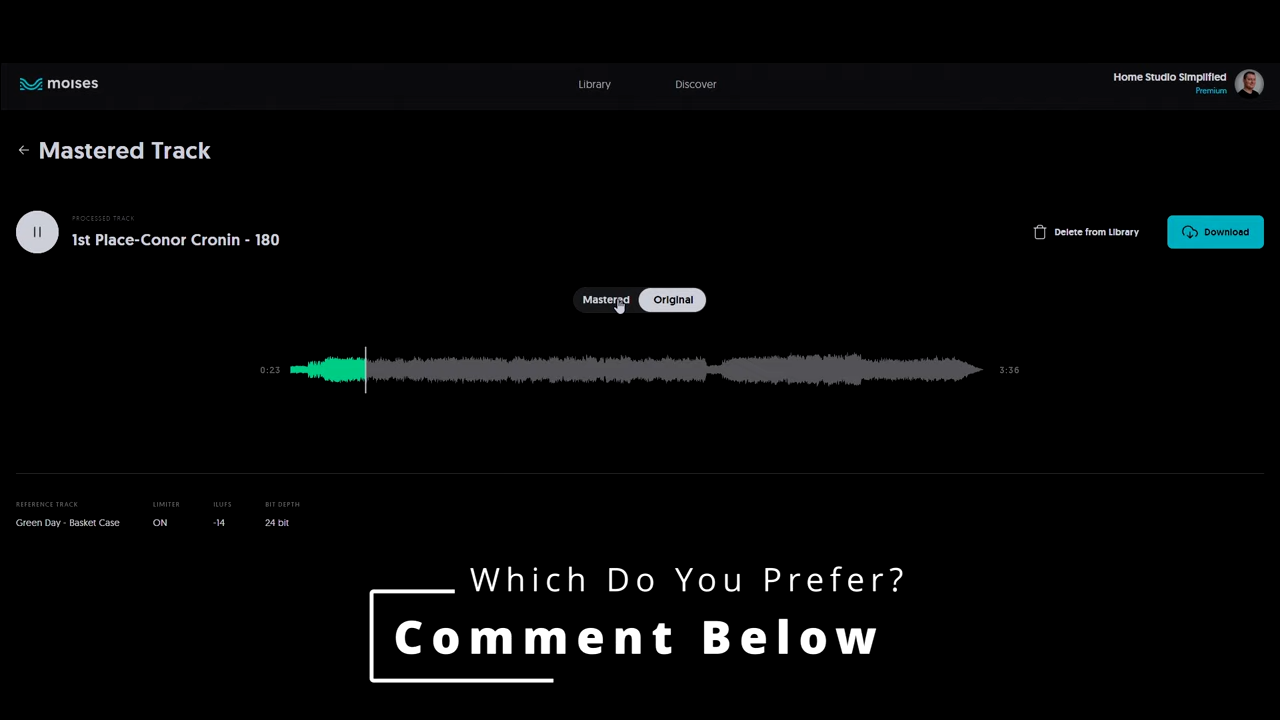 moises
Library
Discover
Home Studio Simplified
Premium
Mastered Track
PROCESSED TRACK
1st Place-Conor Cronin - 180
Delete from Library
Download
Mastered
Original
0:23
3:36
REFERENCE TRACK
LIMITER
ILUFS
BIT DEPTH
Green Day - Basket Case
ON
-14
24 bit
Which Do You Prefer?
Comment Below